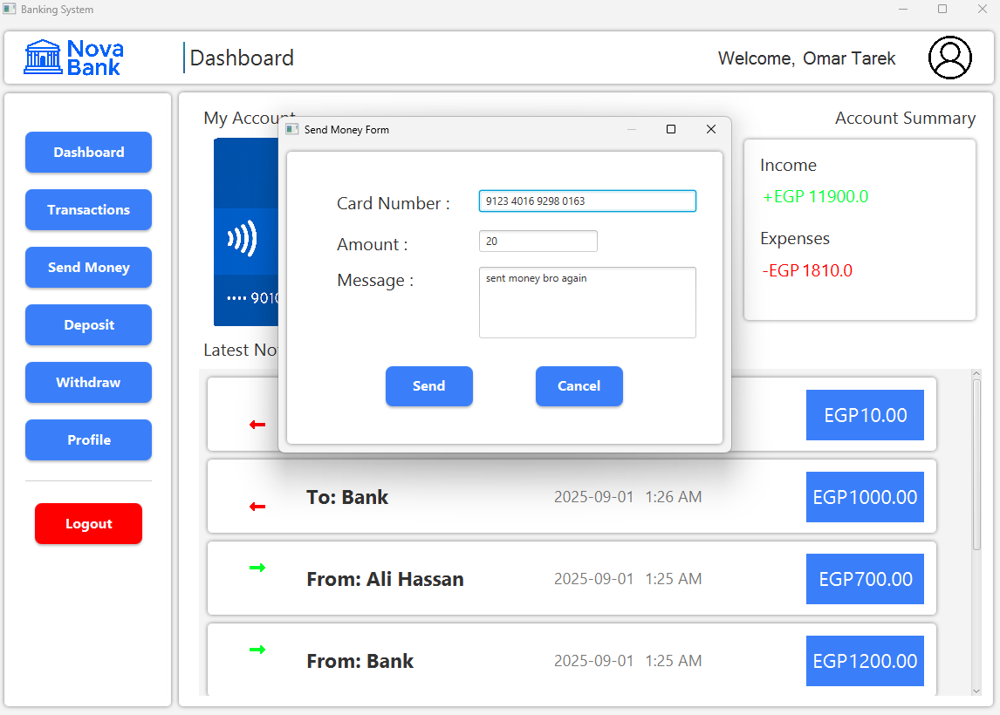 Banking System
Nova
Bank
Dashboard
Welcome, Omar Tarek
Dashboard
Transactions
Send Money
Deposit
Withdraw
Profile
Logout
My Account
•••• 9010
Latest No
Send Money Form
Card Number :
9123 4016 9298 0163
Amount :
20
Message :
sent money bro again
Send
Cancel
Account Summary
Income
+EGP 11900.0
Expenses
-EGP 1810.0
EGP10.00
To: Bank 2025-09-01 1:26 AM EGP1000.00
From: Ali Hassan 2025-09-01 1:25 AM EGP700.00
From: Bank 2025-09-01 1:25 AM EGP1200.00